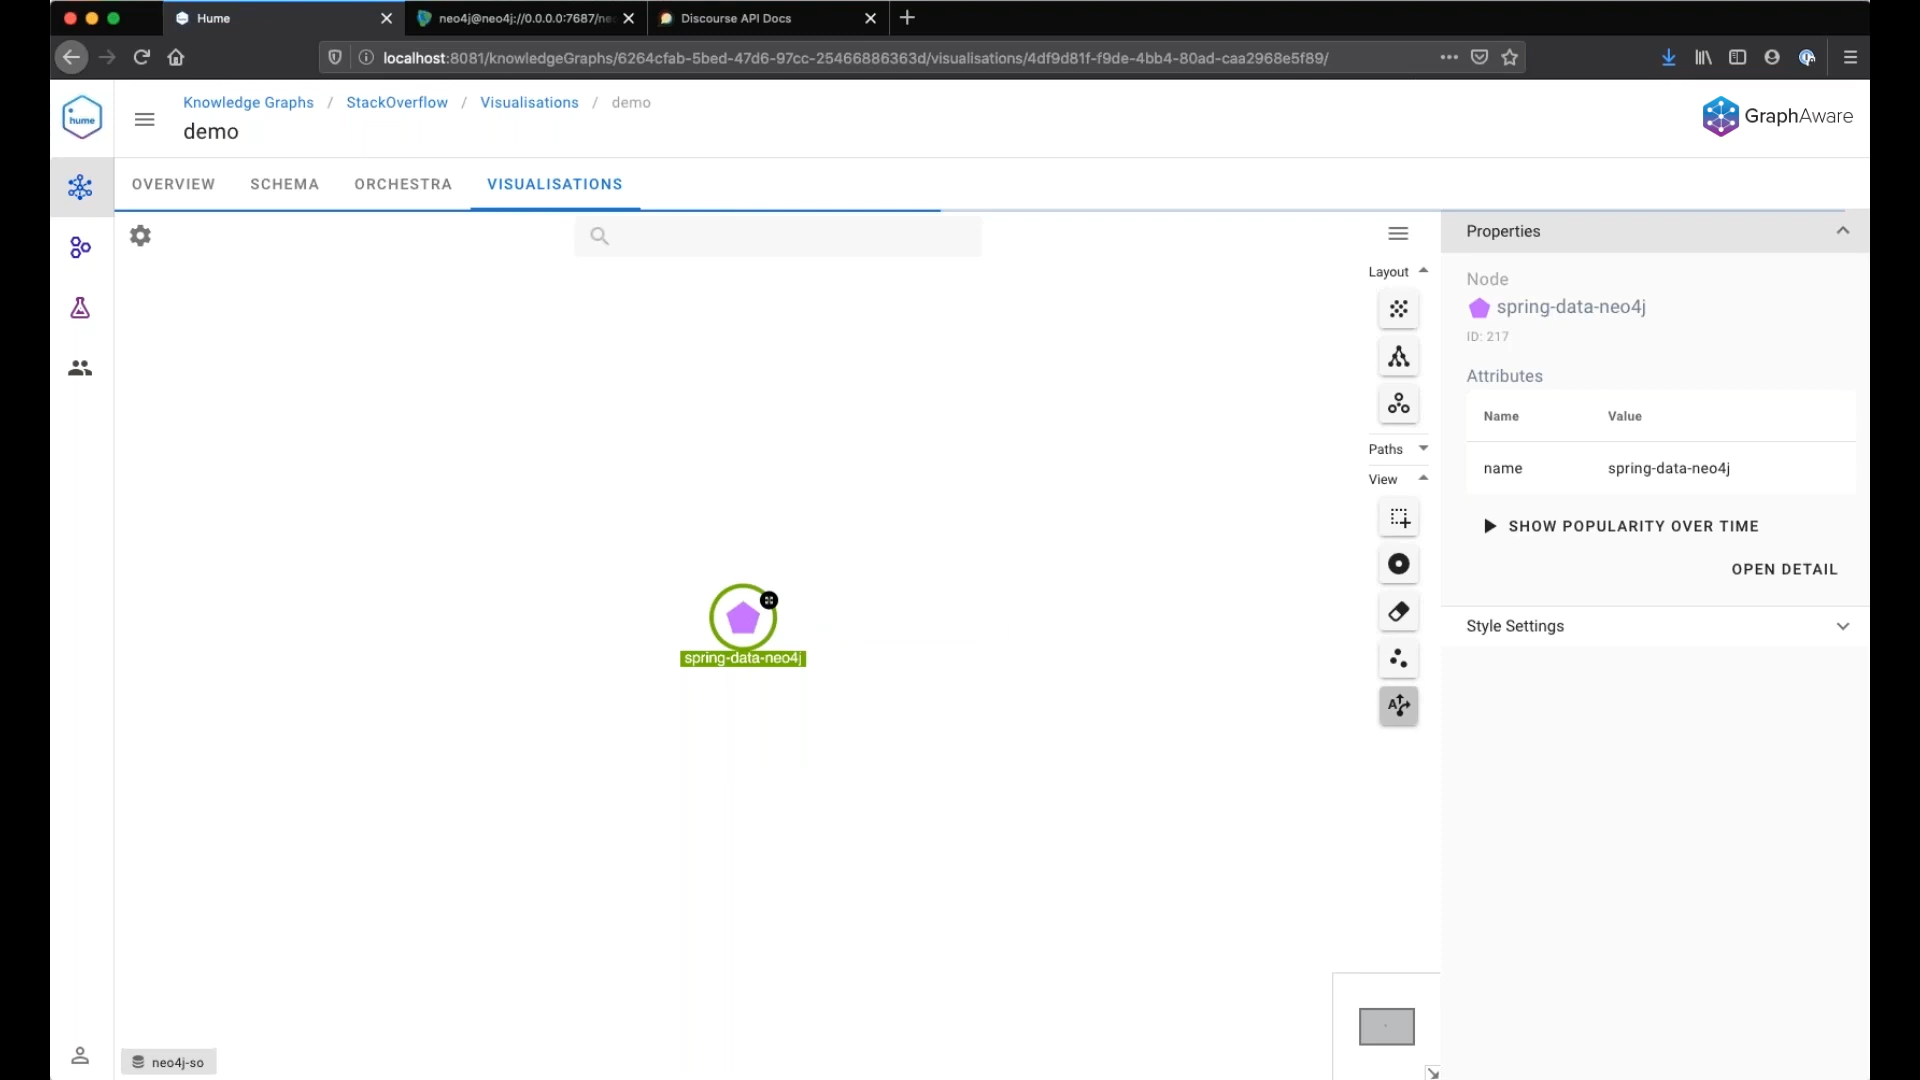 Hume
neo4j@neo4j://0.0.0.0:7687/ne
Discourse API Docs
localhost:8081/knowledgeGraphs/6264cfab-5bed-47d6-97cc-25466886363d/visualisations/4df9d81f-f9de-4bb4-80ad-caa2968e5f89/
hume
Knowledge Graphs / StackOverflow / Visualisations / demo
demo
GraphAware
OVERVIEW SCHEMA ORCHESTRA VISUALISATIONS
Layout
Paths
View
spring-data-neo4j
neo4j-so
Properties
Node
spring-data-neo4j
ID: 217
Attributes
Name Value
name spring-data-neo4j
SHOW POPULARITY OVER TIME
OPEN DETAIL
Style Settings